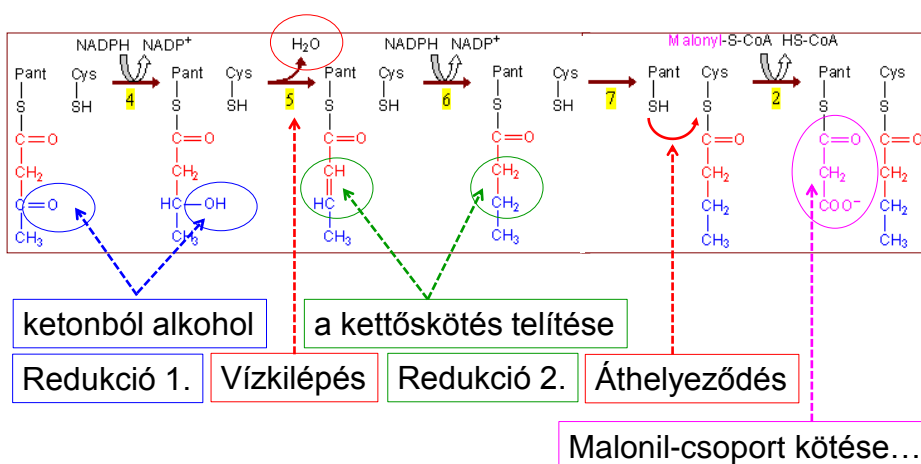 NADPH NADP⁺ H₂O NADPH NADP⁺ Malonyl-S-CoA HS-CoA
Pant Cys Pant Cys Pant Cys Pant Cys Pant Cys Pant Cys
4 5 6 7 2
S SH S SH S SH S SH SH S S S
C=O C=O C=O C=O C=O C=O C=O
CH₂ CH₂ CH CH₂ CH₂ CH₂ CH₂
C=O HC-OH HC CH₂ CH₂ COO⁻ CH₂
CH₃ CH₃ CH₃ CH₃ CH₃ CH₃
ketonból alkohol
a kettőskötés telítése
Redukció 1.
Vízkilépés
Redukció 2.
Áthelyeződés
Malonil-csoport kötése…